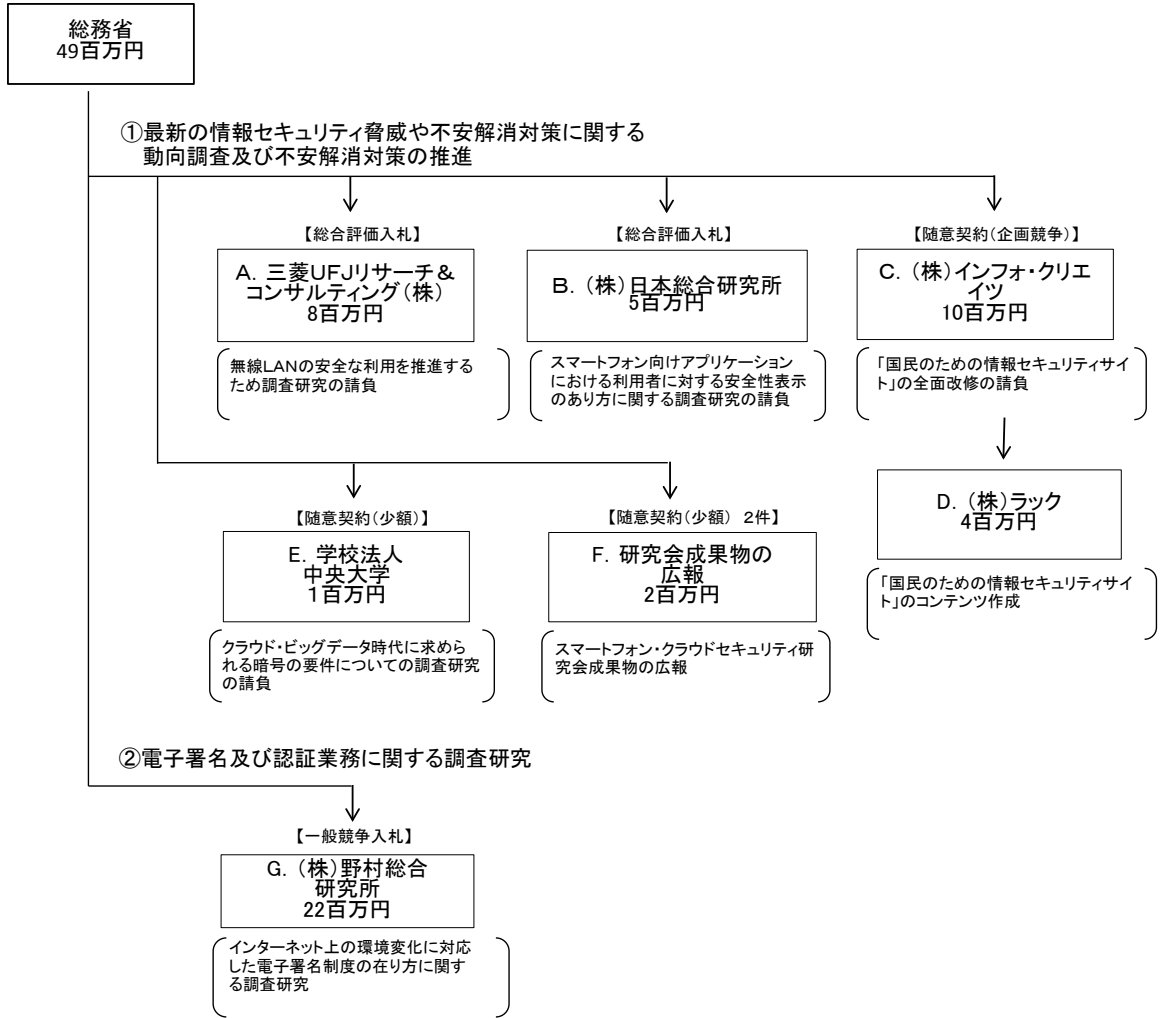 総務省
49百万円
①最新の情報セキュリティ脅威や不安解消対策に関する
動向調査及び不安解消対策の推進
【総合評価入札】
A. 三菱UFJリサーチ&
コンサルティング(株)
8百万円
無線LANの安全な利用を推進する
ため調査研究の請負
【総合評価入札】
B. (株)日本総合研究所
5百万円
スマートフォン向けアプリケーション
における利用者に対する安全性表示
のあり方に関する調査研究の請負
【随意契約(企画競争)】
C. (株)インフォ・クリエ
イツ
10百万円
「国民のための情報セキュリティサイ
ト」の全面改修の請負
D. (株)ラック
4百万円
「国民のための情報セキュリティサイ
ト」のコンテンツ作成
【随意契約(少額)】
E. 学校法人
中央大学
1百万円
クラウド・ビッグデータ時代に求めら
れる暗号の要件についての調査研究
の請負
【随意契約(少額) 2件】
F. 研究会成果物の
広報
2百万円
スマートフォン・クラウドセキュリティ研
究会成果物の広報
②電子署名及び認証業務に関する調査研究
【一般競争入札】
G. (株)野村総合
研究所
22百万円
インターネット上の環境変化に対応
した電子署名制度の在り方に関す
る調査研究